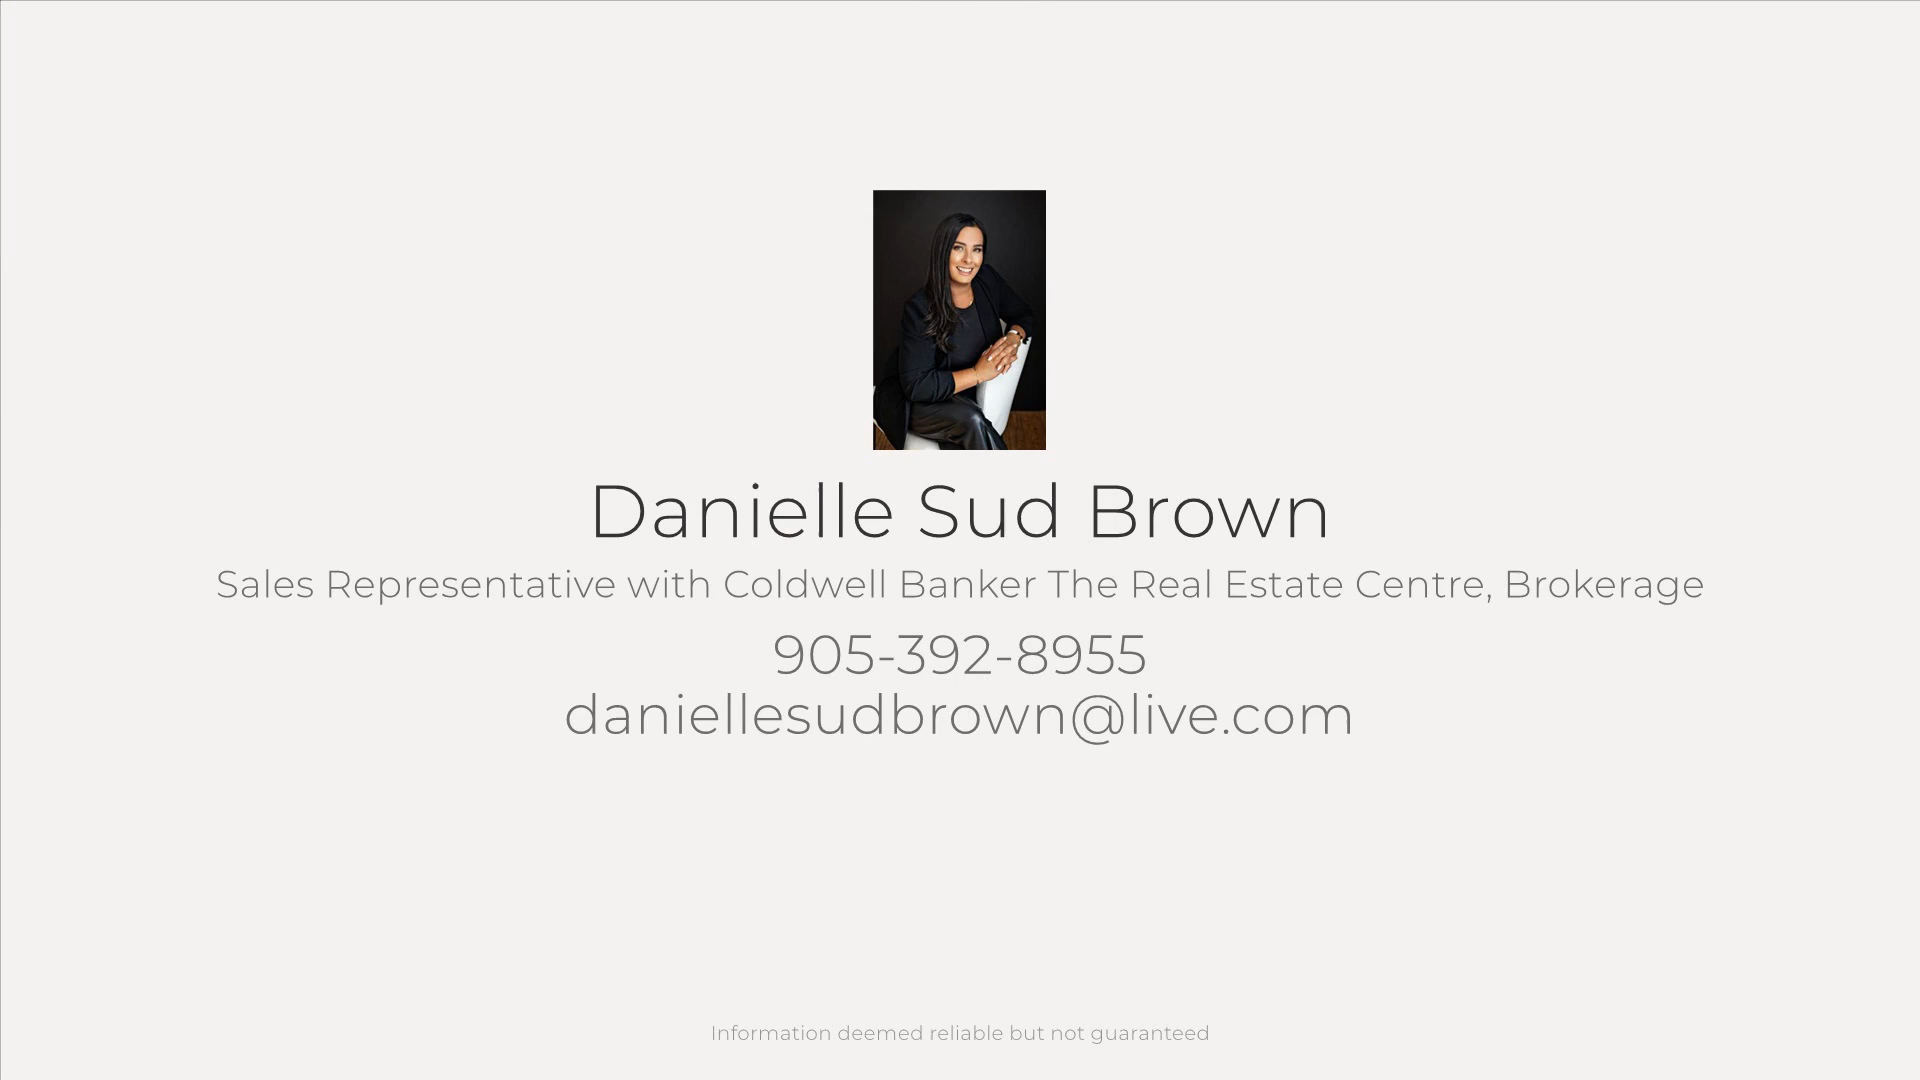 Danielle Sud Brown
Sales Representative with Coldwell Banker The Real Estate Centre, Brokerage
905-392-8955
daniellesudbrown@live.com
Information deemed reliable but not guaranteed